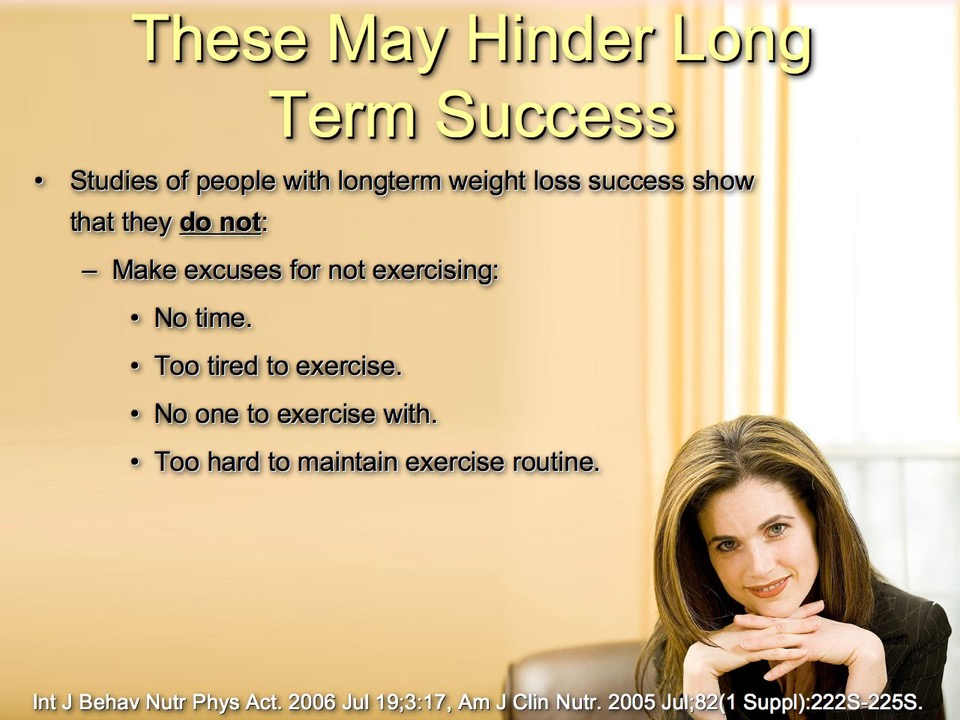 These May Hinder Long
Term Success
• Studies of people with longterm weight loss success show
that they do not:
– Make excuses for not exercising:
• No time.
• Too tired to exercise.
• No one to exercise with.
• Too hard to maintain exercise routine.
Int J Behav Nutr Phys Act. 2006 Jul 19;3:17, Am J Clin Nutr. 2005 Jul;82(1 Suppl):222S-225S.